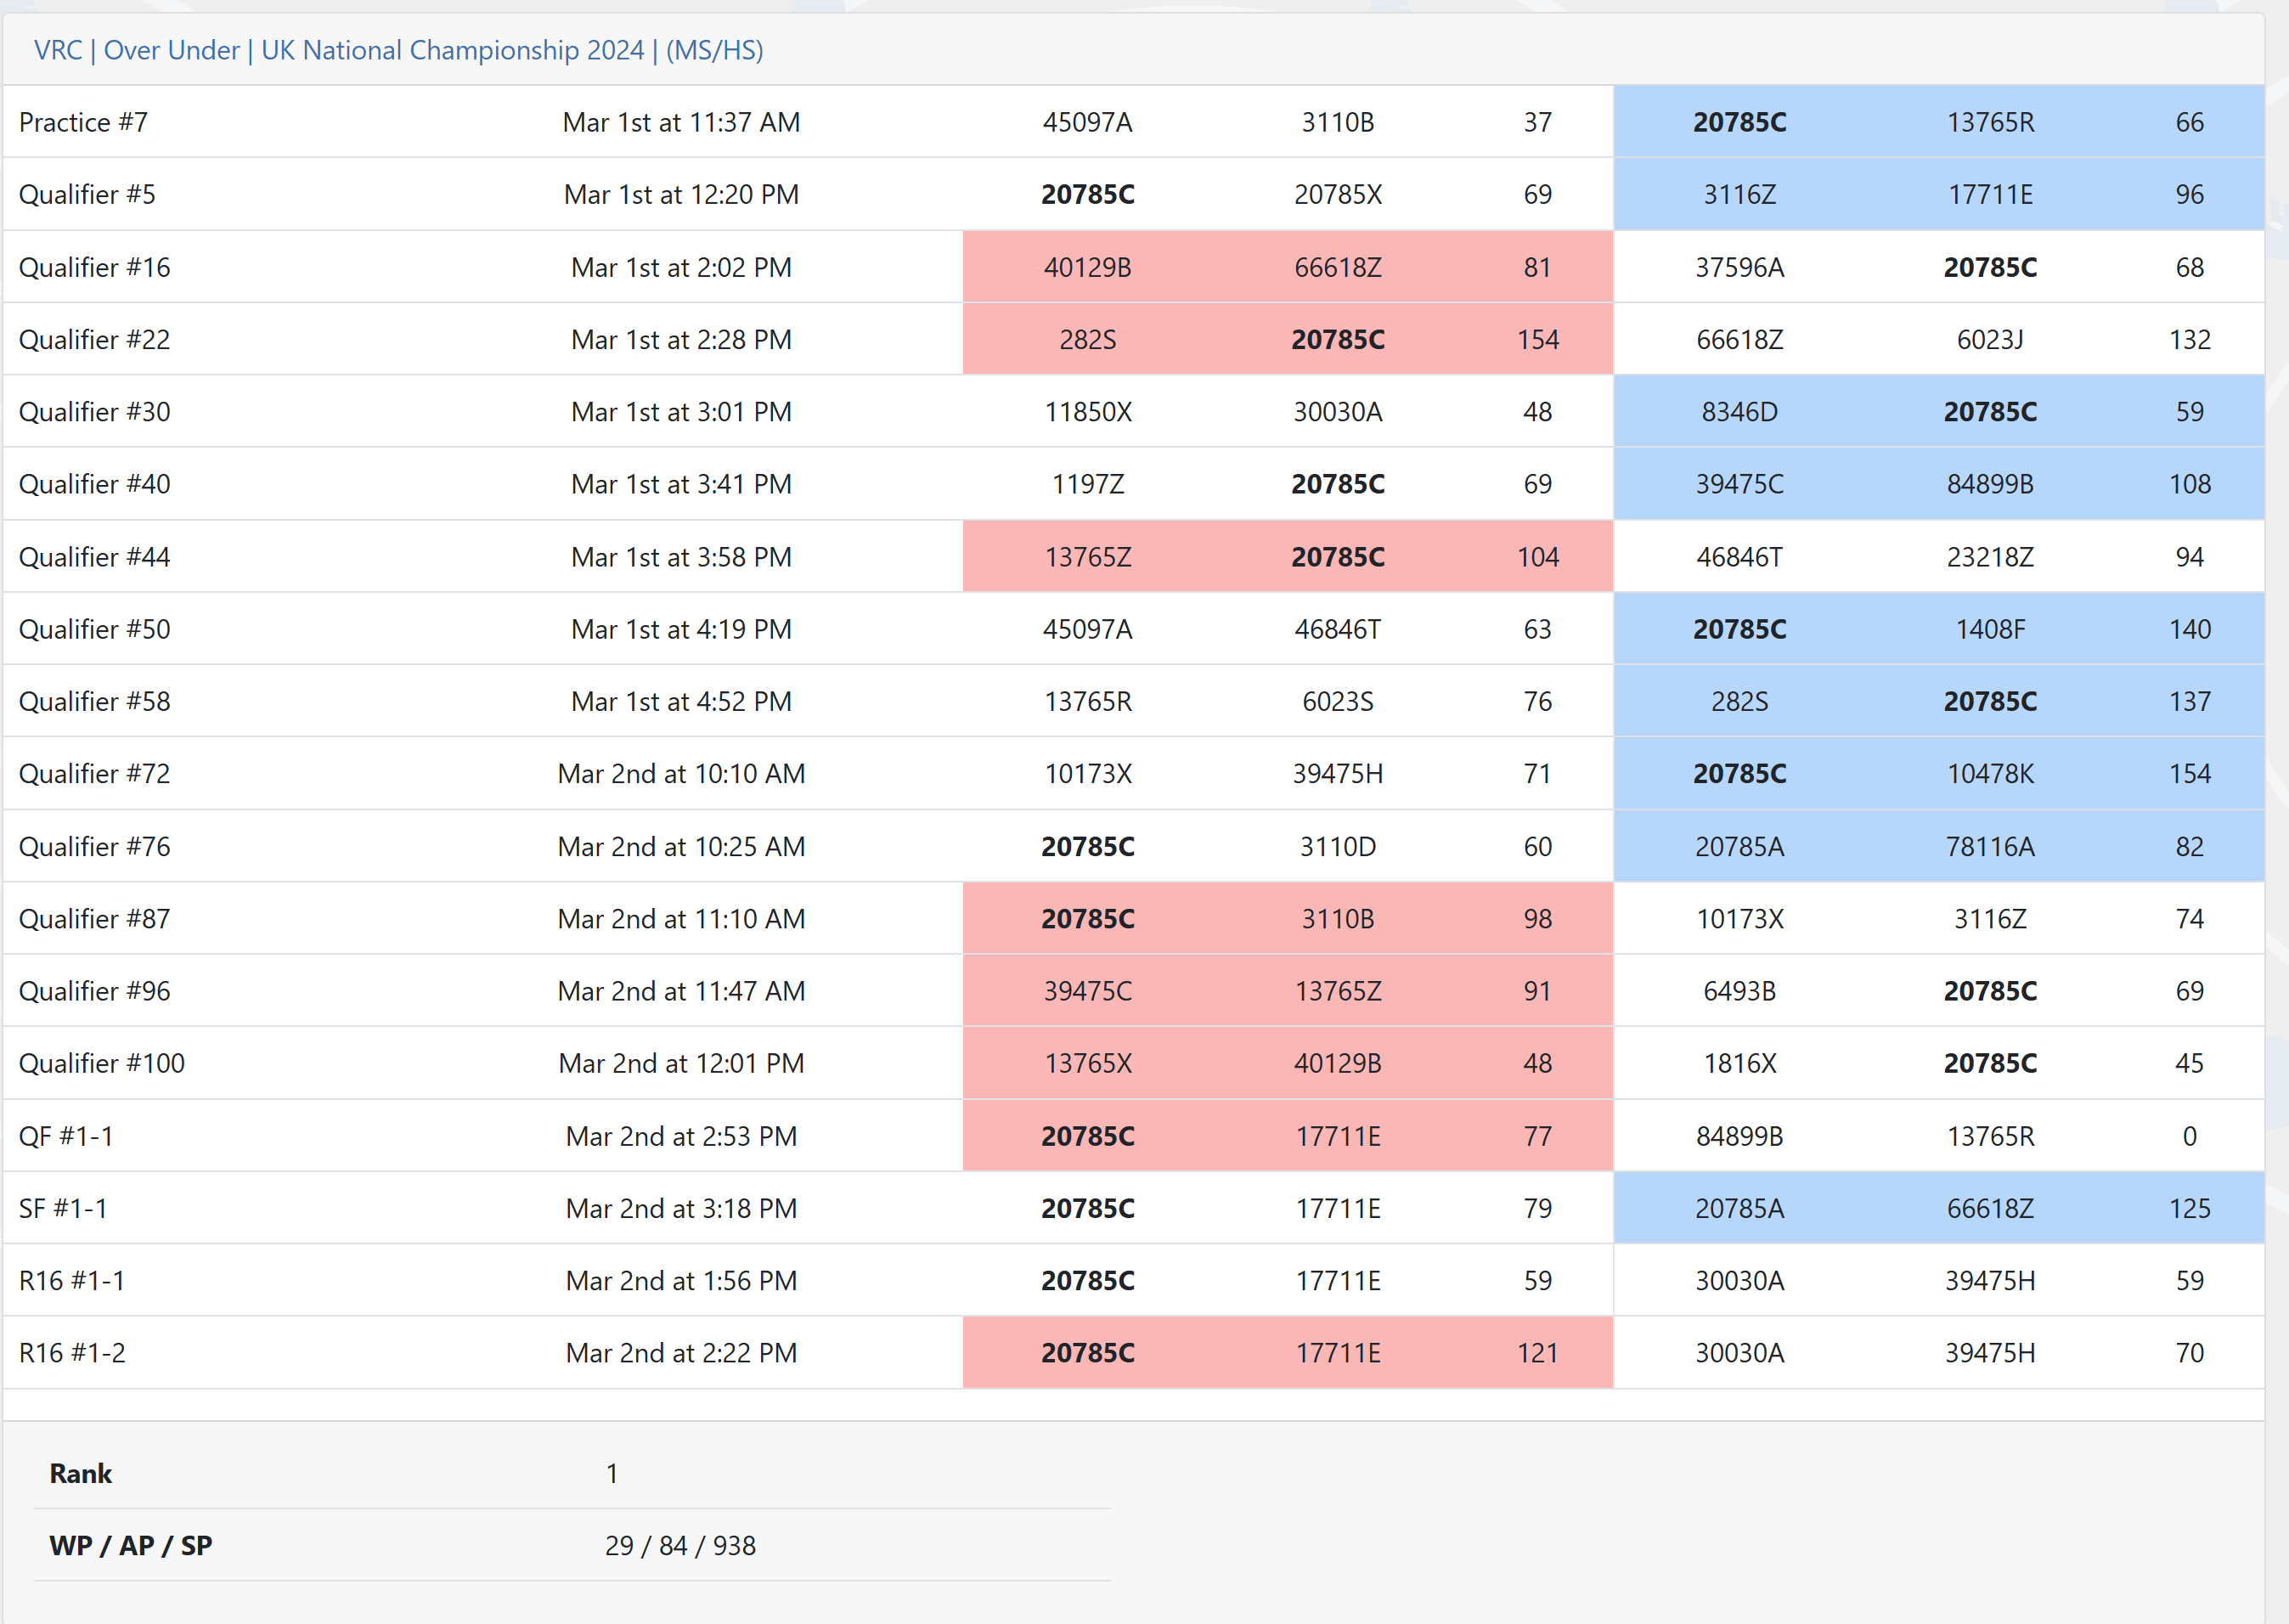 VRC | Over Under | UK National Championship 2024 | (MS/HS)
Practice #7 Mar 1st at 11:37 AM 45097A 3110B 37 20785C 13765R 66
Qualifier #5 Mar 1st at 12:20 PM 20785C 20785X 69 3116Z 17711E 96
Qualifier #16 Mar 1st at 2:02 PM 40129B 66618Z 81 37596A 20785C 68
Qualifier #22 Mar 1st at 2:28 PM 282S 20785C 154 66618Z 6023J 132
Qualifier #30 Mar 1st at 3:01 PM 11850X 30030A 48 8346D 20785C 59
Qualifier #40 Mar 1st at 3:41 PM 1197Z 20785C 69 39475C 84899B 108
Qualifier #44 Mar 1st at 3:58 PM 13765Z 20785C 104 46846T 23218Z 94
Qualifier #50 Mar 1st at 4:19 PM 45097A 46846T 63 20785C 1408F 140
Qualifier #58 Mar 1st at 4:52 PM 13765R 6023S 76 282S 20785C 137
Qualifier #72 Mar 2nd at 10:10 AM 10173X 39475H 71 20785C 10478K 154
Qualifier #76 Mar 2nd at 10:25 AM 20785C 3110D 60 20785A 78116A 82
Qualifier #87 Mar 2nd at 11:10 AM 20785C 3110B 98 10173X 3116Z 74
Qualifier #96 Mar 2nd at 11:47 AM 39475C 13765Z 91 6493B 20785C 69
Qualifier #100 Mar 2nd at 12:01 PM 13765X 40129B 48 1816X 20785C 45
QF #1-1 Mar 2nd at 2:53 PM 20785C 17711E 77 84899B 13765R 0
SF #1-1 Mar 2nd at 3:18 PM 20785C 17711E 79 20785A 66618Z 125
R16 #1-1 Mar 2nd at 1:56 PM 20785C 17711E 59 30030A 39475H 59
R16 #1-2 Mar 2nd at 2:22 PM 20785C 17711E 121 30030A 39475H 70
Rank 1
WP / AP / SP 29 / 84 / 938